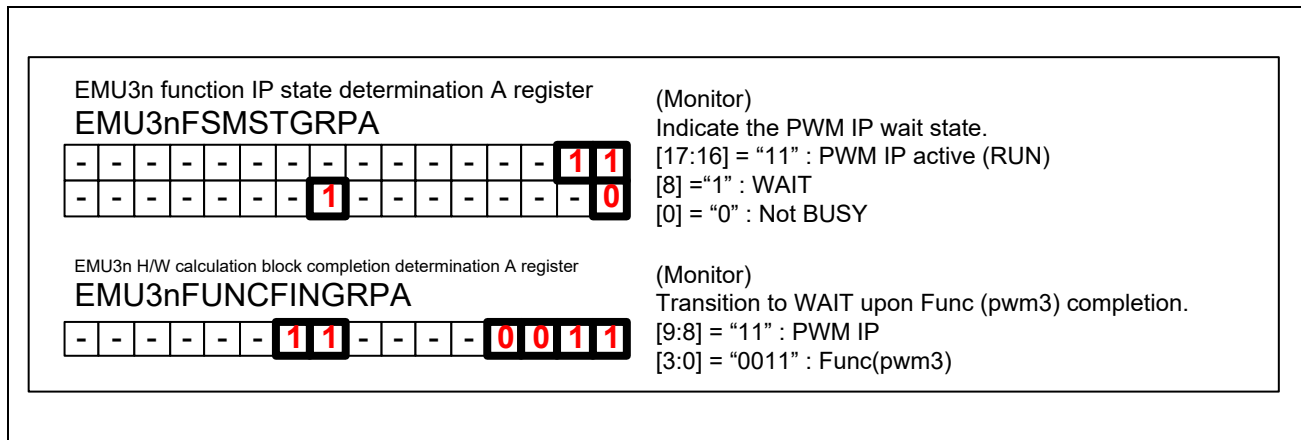 EMU3n function IP state determination A register
EMU3nFSMSTGRPA
- - - - - - - - - - - - - - 1 1
- - - - - - - 1 - - - - - - - 0
(Monitor)
Indicate the PWM IP wait state.
[17:16] = “11” : PWM IP active (RUN)
[8] =“1” : WAIT
[0] = “0” : Not BUSY
EMU3n H/W calculation block completion determination A register
EMU3nFUNCFINGRPA
- - - - - - 1 1 - - - - 0 0 1 1
(Monitor)
Transition to WAIT upon Func (pwm3) completion.
[9:8] = “11” : PWM IP
[3:0] = “0011” : Func(pwm3)